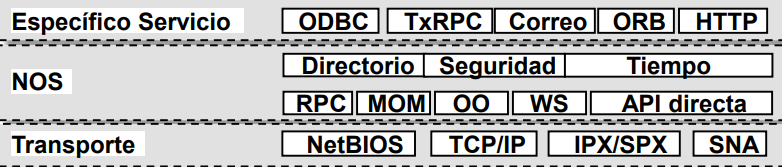 Específico Servicio ODBC TxRPC Correo ORB HTTP
Directorio Seguridad Tiempo
NOS
RPC MOM OO WS API directa
Transporte NetBIOS TCP/IP IPX/SPX SNA